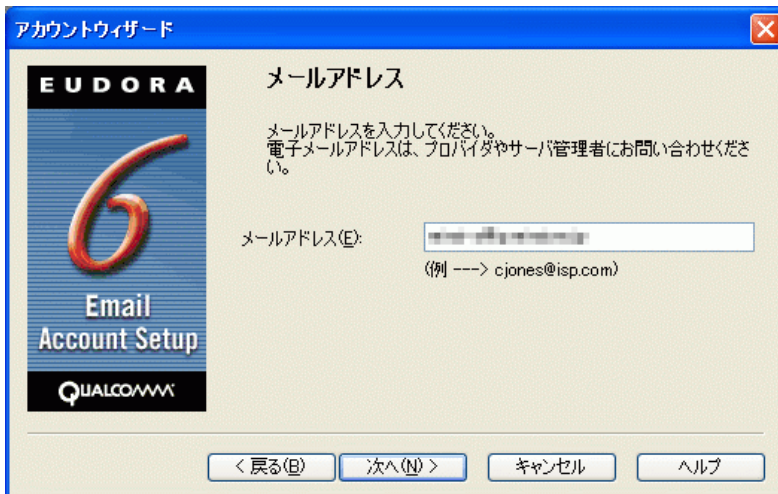 アカウントウィザード
EUDORA
6
Email
Account Setup
QUALCOMM
メールアドレス
メールアドレスを入力してください。
電子メールアドレスは、プロバイダやサーバ管理者にお問い合わせくださ
い。
メールアドレス(E):
(例 ---> cjones@isp.com)
< 戻る(B)
次へ(N) >
キャンセル
ヘルプ